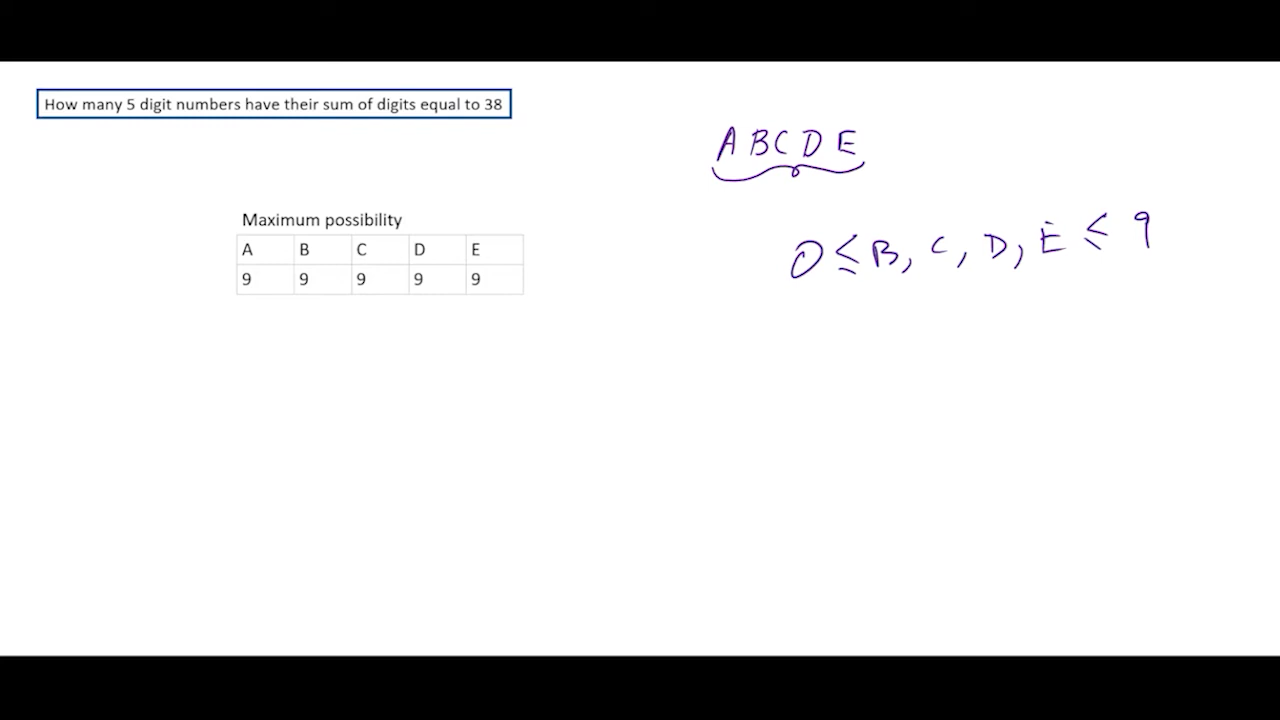 How many 5 digit numbers have their sum of digits equal to 38
A B C D E
Maximum possibility
A B C D E
9 9 9 9 9
0 ≤ B, C, D, E ≤ 9